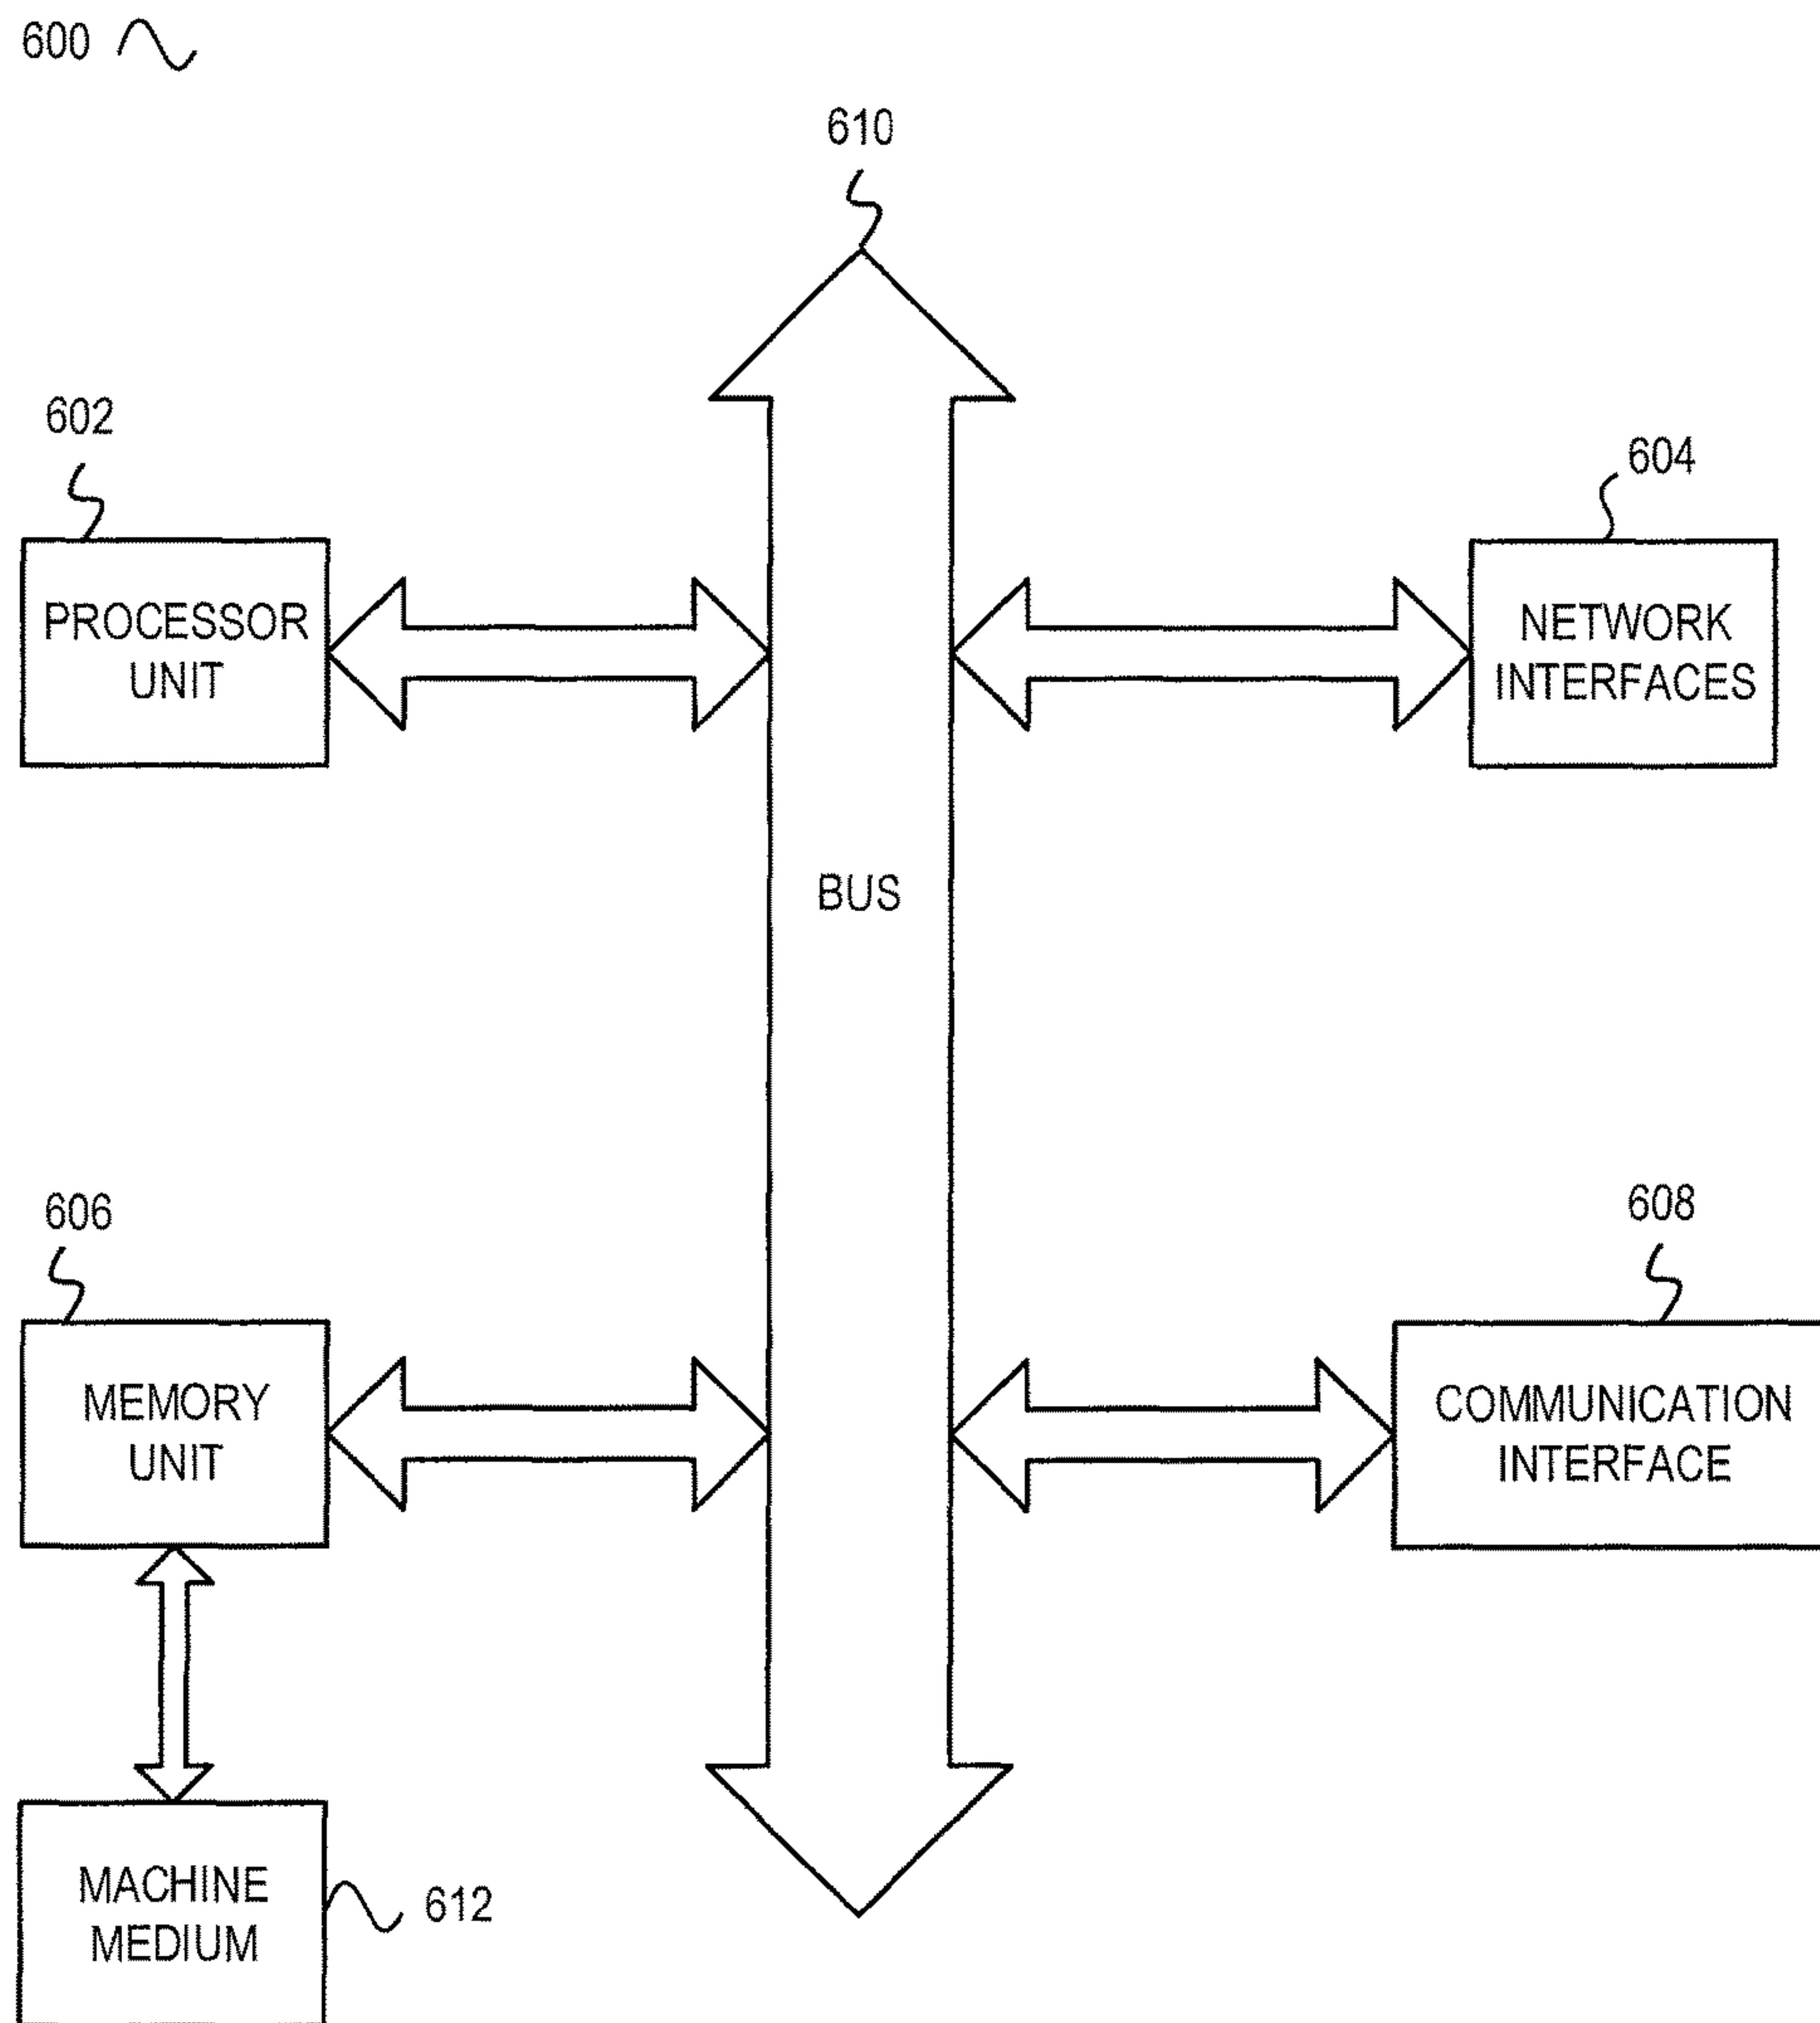 600
610
602
604
PROCESSOR
UNIT
NETWORK
INTERFACES
BUS
606
608
MEMORY
UNIT
COMMUNICATION
INTERFACE
MACHINE
MEDIUM
612